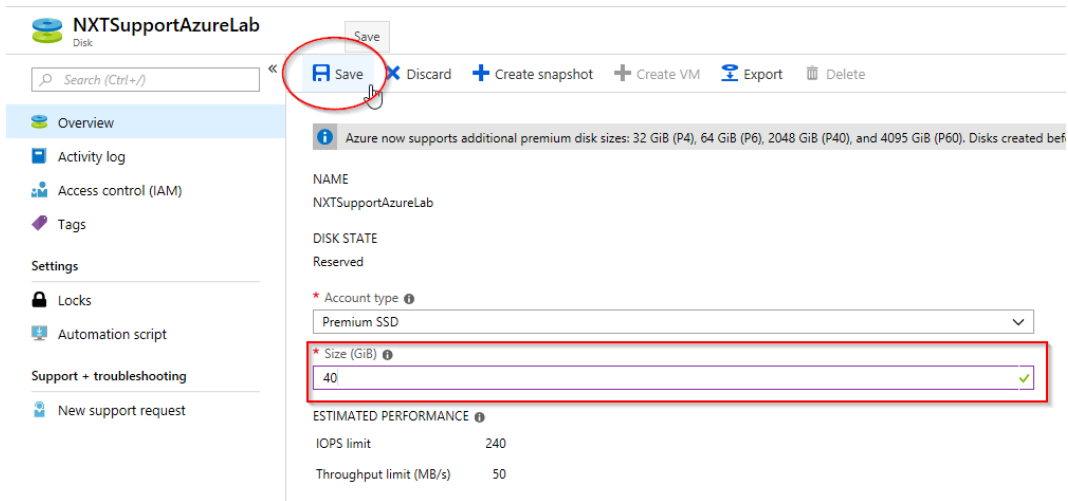 NXTSupportAzureLab
Disk
Save
Search (Ctrl+/)
«
Save Discard Create snapshot Create VM Export Delete
Overview
Activity log
Access control (IAM)
Tags
Settings
Locks
Automation script
Support + troubleshooting
New support request
Azure now supports additional premium disk sizes: 32 GiB (P4), 64 GiB (P6), 2048 GiB (P40), and 4095 GiB (P60). Disks created bef
NAME
NXTSupportAzureLab
DISK STATE
Reserved
* Account type
Premium SSD
* Size (GiB)
40
ESTIMATED PERFORMANCE
IOPS limit 240
Throughput limit (MB/s) 50